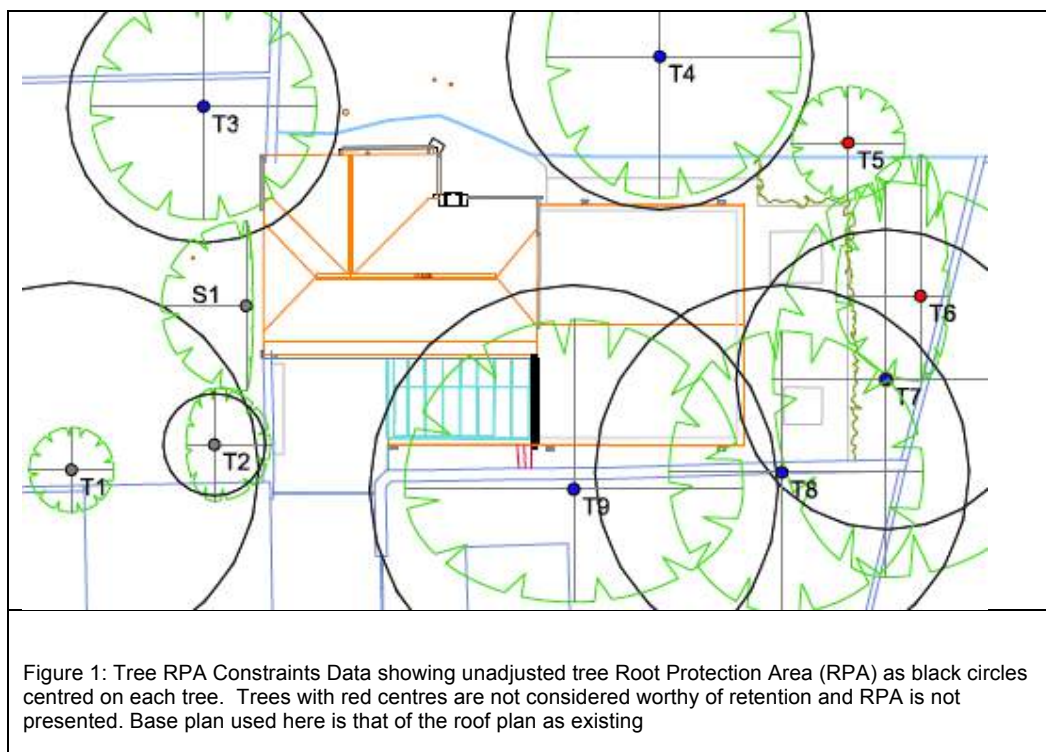 T3
T4
T5
S1
T6
T7
T2
T1
T8
T9
Figure 1: Tree RPA Constraints Data showing unadjusted tree Root Protection Area (RPA) as black circles
centred on each tree. Trees with red centres are not considered worthy of retention and RPA is not
presented. Base plan used here is that of the roof plan as existing